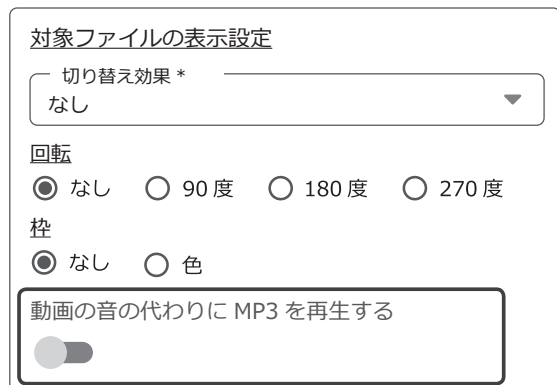 対象ファイルの表示設定
切り替え効果 *
なし
回転
なし 90 度 180 度 270 度
枠
なし 色
動画の音の代わりに MP3 を再生する